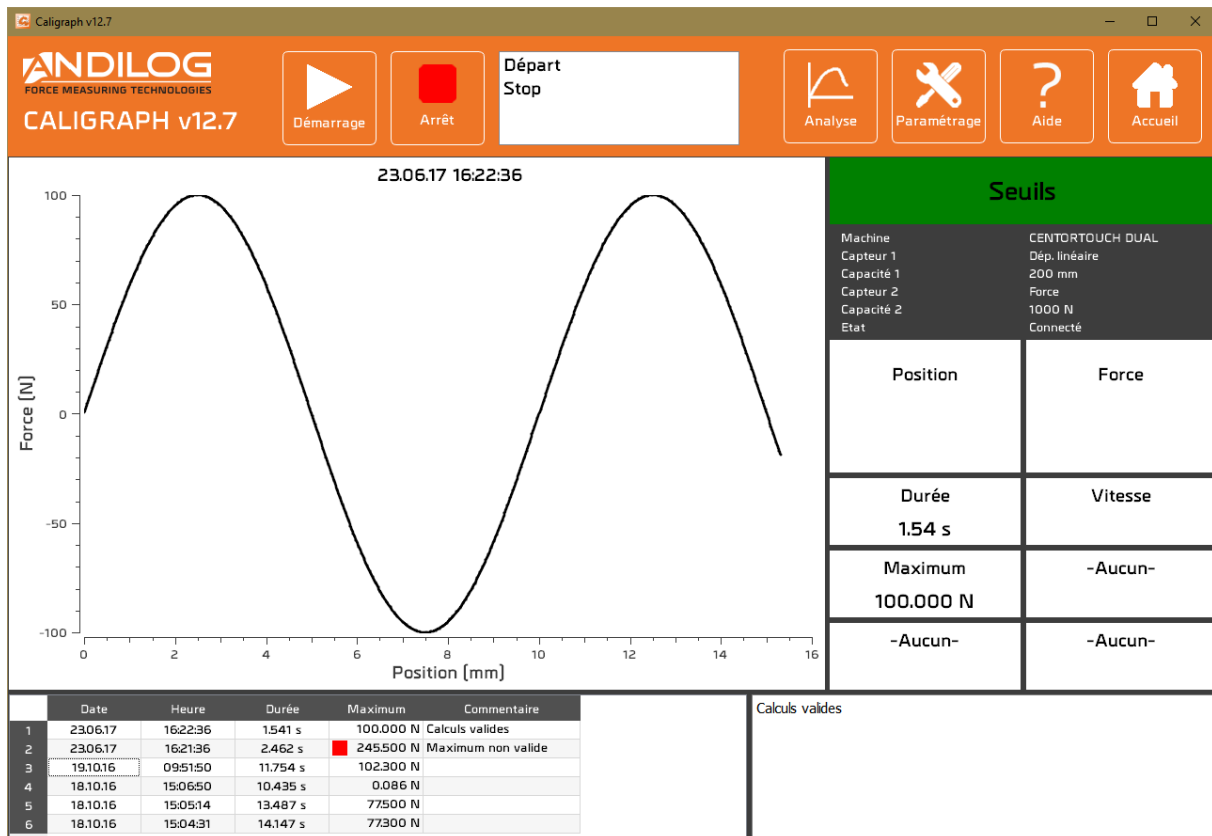 Caligraph v12.7
ANDILOG
FORCE MEASURING TECHNOLOGIES
CALIGRAPH v12.7
Démarrage
Arrêt
Départ
Stop
Analyse
Paramétrage
Aide
Accueil
23.06.17 16:22:36
100
50
0
-50
-100
Force [N]
0 2 4 6 8 10 12 14 16
Position [mm]
Seuils
Machine CENTORTOUCH DUAL
Capteur 1 Dép. linéaire
Capacité 1 200 mm
Capteur 2 Force
Capacité 2 1000 N
Etat Connecté
Position Force
Durée Vitesse
1.54 s
Maximum -Aucun-
100.000 N
-Aucun- -Aucun-
Date Heure Durée Maximum Commentaire
1 23.06.17 16:22:36 1.541 s 100.000 N Calculs valides
2 23.06.17 16:21:36 2.462 s 245.500 N Maximum non valide
3 19.10.16 09:51:50 11.754 s 102.300 N
4 18.10.16 15:06:50 10.435 s 0.086 N
5 18.10.16 15:05:14 13.487 s 77.500 N
6 18.10.16 15:04:31 14.147 s 77.300 N
Calculs valides